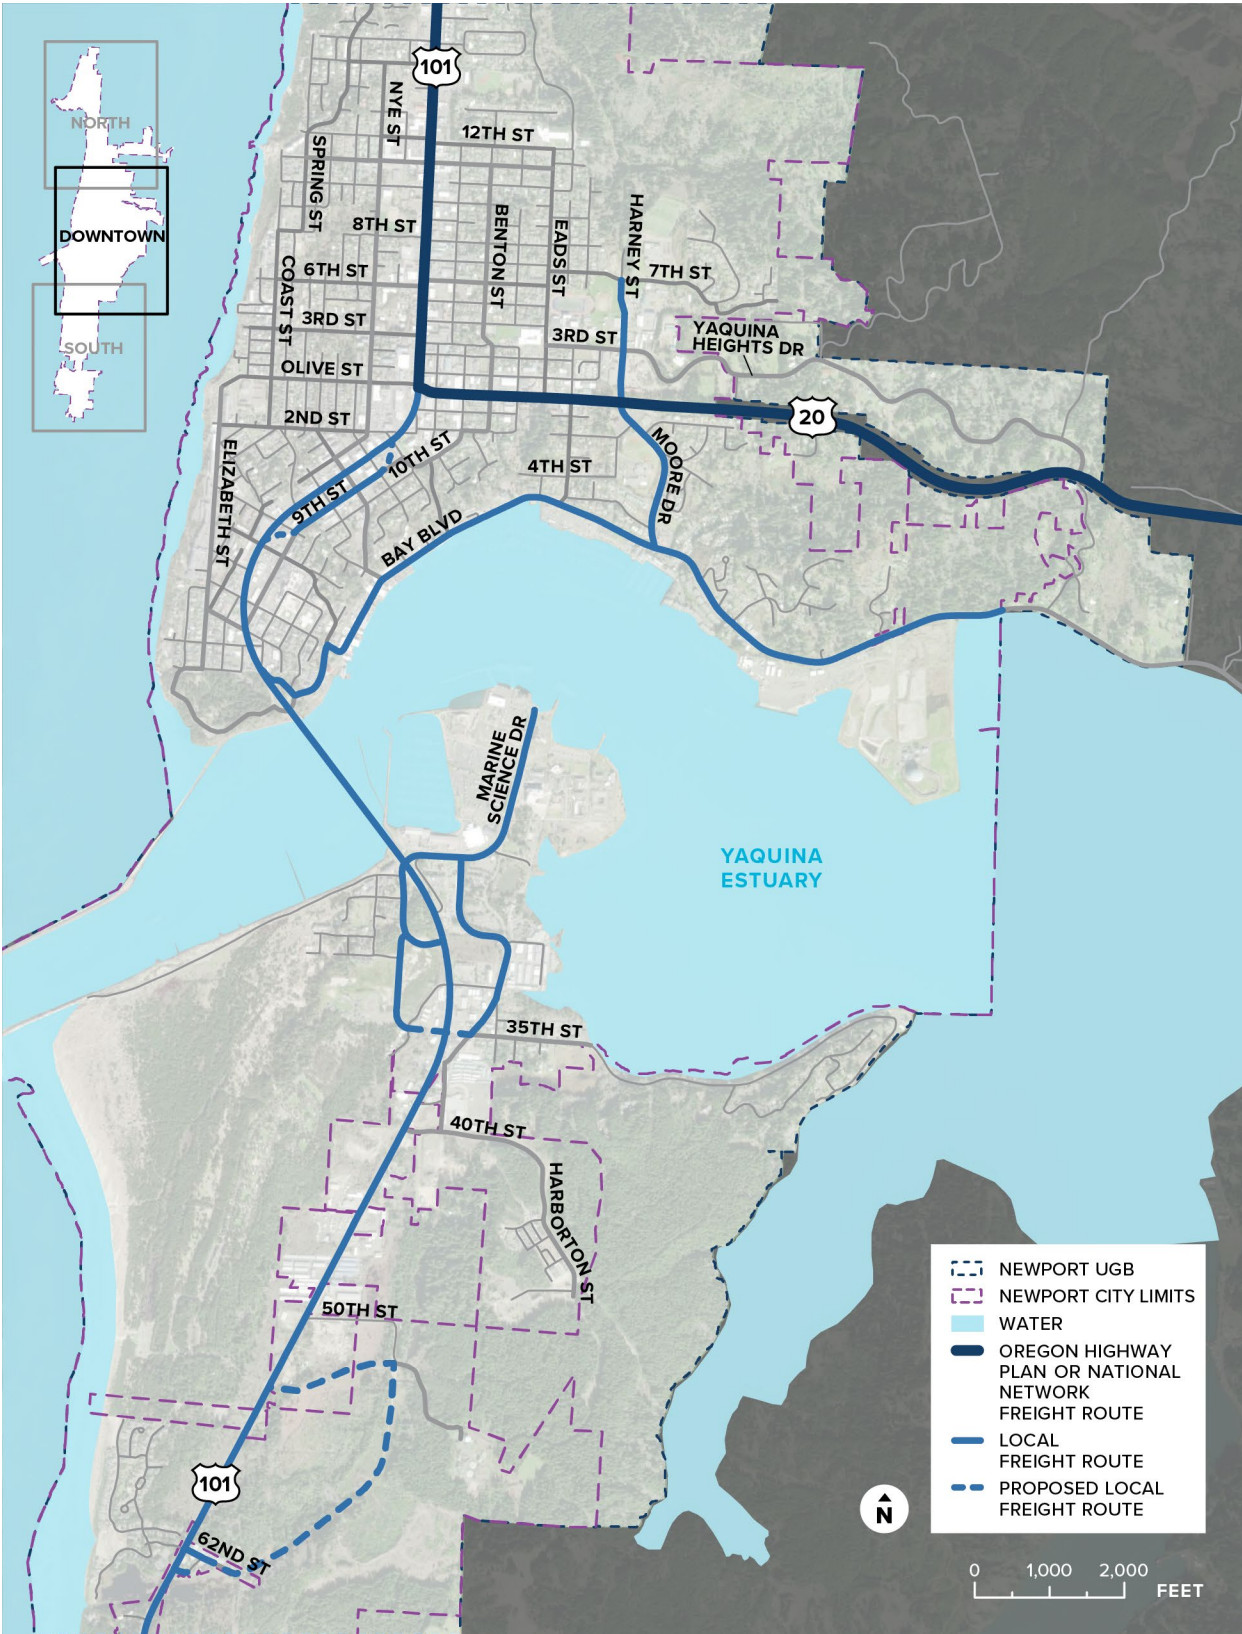 NORTH
DOWNTOWN
SOUTH
101
NYE ST
12TH ST
SPRING ST
8TH ST
BENTON ST
EADS ST
HARNEY ST
7TH ST
COAST ST
6TH ST
3RD ST
3RD ST
YAQUINA
HEIGHTS DR
OLIVE ST
2ND ST
20
ELIZABETH ST
10TH ST
9TH ST
4TH ST
MOORE DR
BAY BLVD
MARINE
SCIENCE DR
YAQUINA
ESTUARY
35TH ST
40TH ST
HARBORTON ST
50TH ST
101
62ND ST
NEWPORT UGB
NEWPORT CITY LIMITS
WATER
OREGON HIGHWAY
PLAN OR NATIONAL
NETWORK
FREIGHT ROUTE
LOCAL
FREIGHT ROUTE
PROPOSED LOCAL
FREIGHT ROUTE
N
0 1,000 2,000
FEET